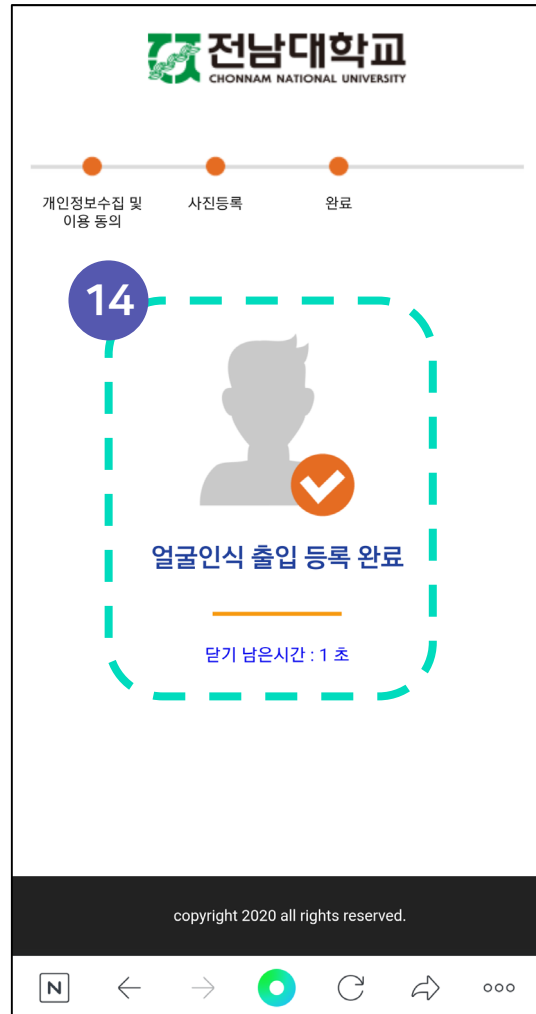 전남대학교
CHONNAM NATIONAL UNIVERSITY
개인정보수집 및
이용 동의
사진등록
완료
14
얼굴인식 출입 등록 완료
닫기 남은시간 : 1 초
copyright 2020 all rights reserved.
N